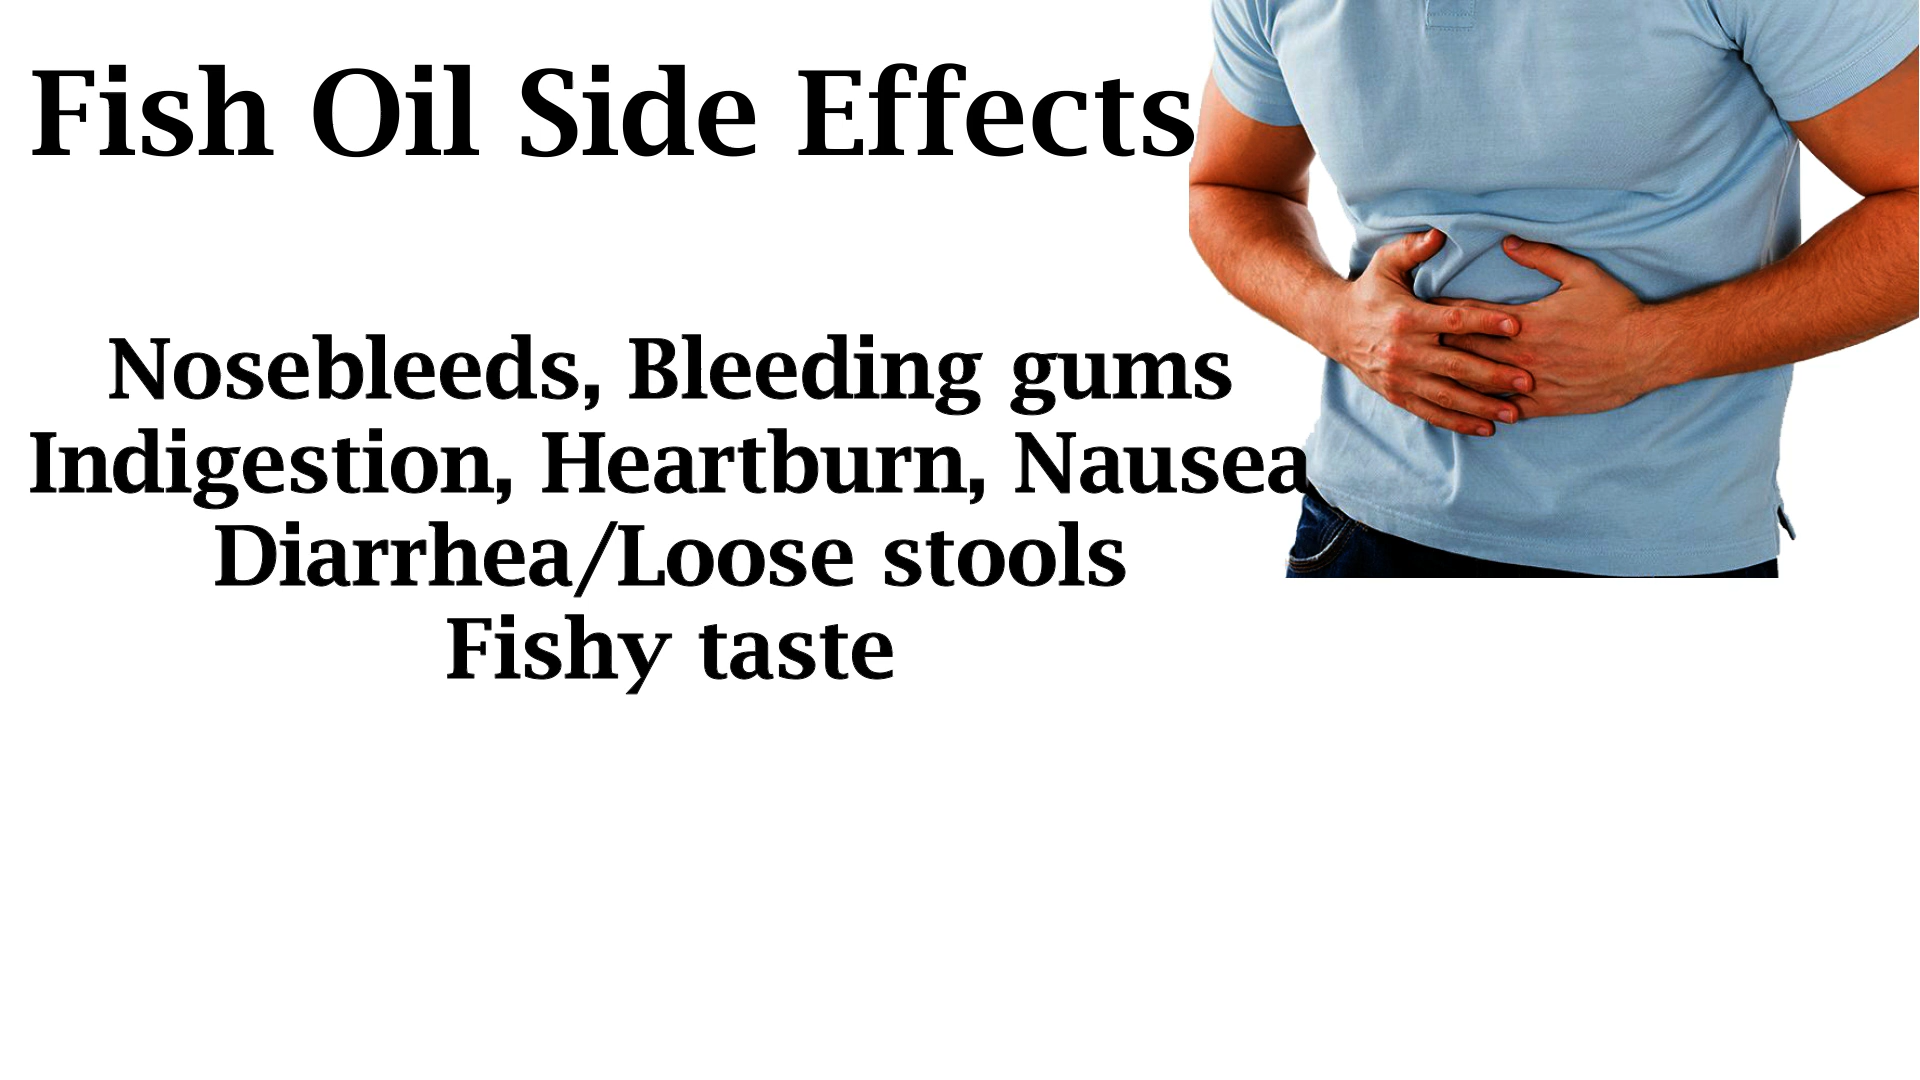 Fish Oil Side Effects
Nosebleeds, Bleeding gums
Indigestion, Heartburn, Nausea
Diarrhea/Loose stools
Fishy taste